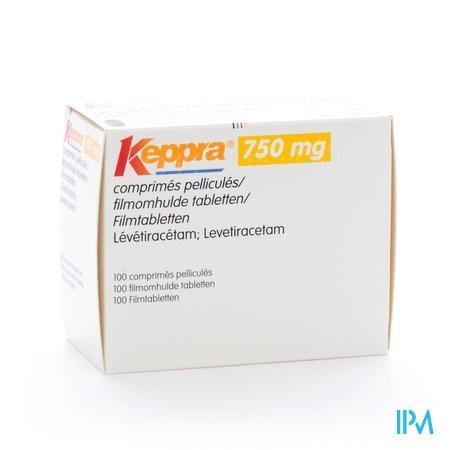 Keppra® 750 mg
comprimés pelliculés/
filmomhulde tabletten/
Filmtabletten
Lévétiracétam; Levetiracetam
100 comprimés pelliculés
100 filmomhulde tabletten
100 Filmtabletten
IPM